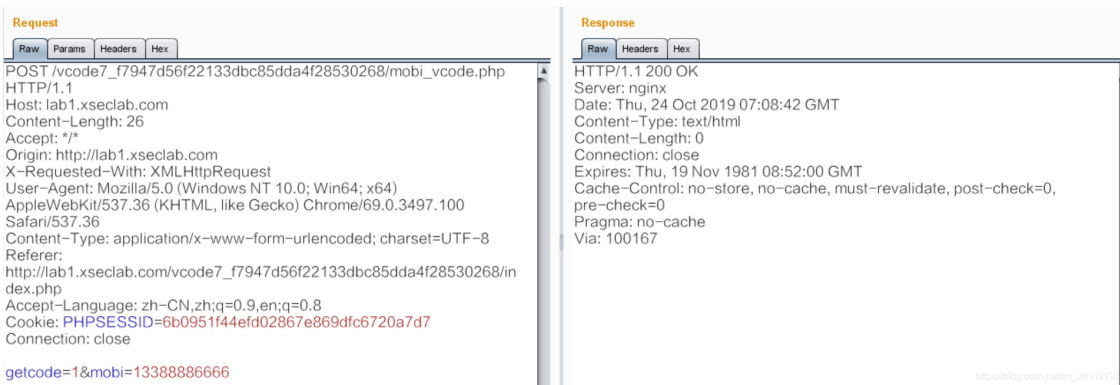 Request
Raw Params Headers Hex
POST /vcode7_f7947d56f22133dbc85dda4f28530268/mobi_vcode.php
HTTP/1.1
Host: lab1.xseclab.com
Content-Length: 26
Accept: */*
Origin: http://lab1.xseclab.com
X-Requested-With: XMLHttpRequest
User-Agent: Mozilla/5.0 (Windows NT 10.0; Win64; x64)
AppleWebKit/537.36 (KHTML, like Gecko) Chrome/69.0.3497.100
Safari/537.36
Content-Type: application/x-www-form-urlencoded; charset=UTF-8
Referer:
http://lab1.xseclab.com/vcode7_f7947d56f22133dbc85dda4f28530268/in
dex.php
Accept-Language: zh-CN,zh;q=0.9,en;q=0.8
Cookie: PHPSESSID=6b0951f44efd02867e869dfc6720a7d7
Connection: close
getcode=1&mobi=13388886666
Response
Raw Headers Hex
HTTP/1.1 200 OK
Server: nginx
Date: Thu, 24 Oct 2019 07:08:42 GMT
Content-Type: text/html
Content-Length: 0
Connection: close
Expires: Thu, 19 Nov 1981 08:52:00 GMT
Cache-Control: no-store, no-cache, must-revalidate, post-check=0,
pre-check=0
Pragma: no-cache
Via: 100167